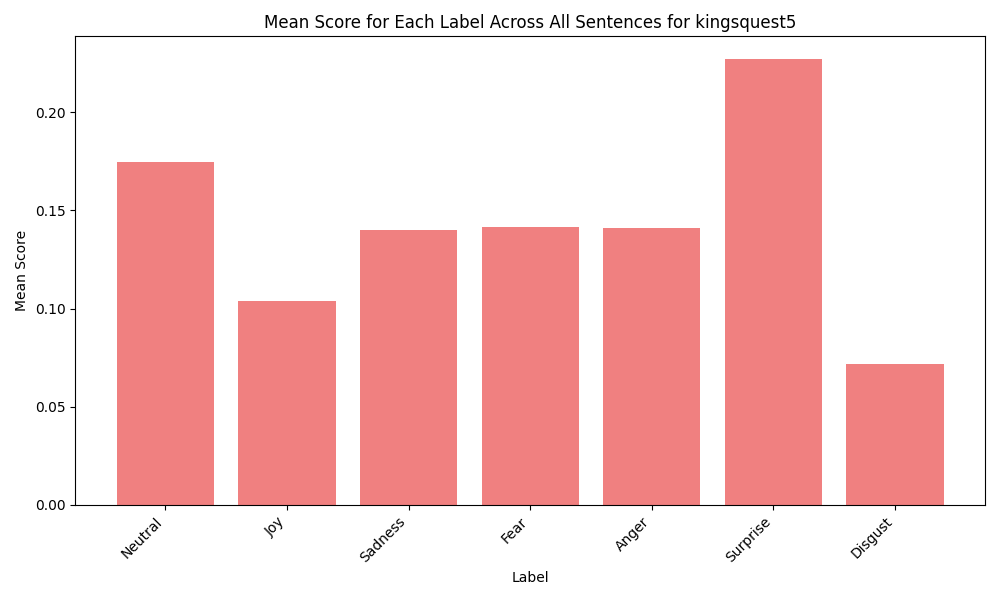 Mean Score for Each Label Across All Sentences for kingsquest5
Mean Score
0.20
0.15
0.10
0.05
0.00
Neutral
Joy
Sadness
Fear
Anger
Surprise
Disgust
Label